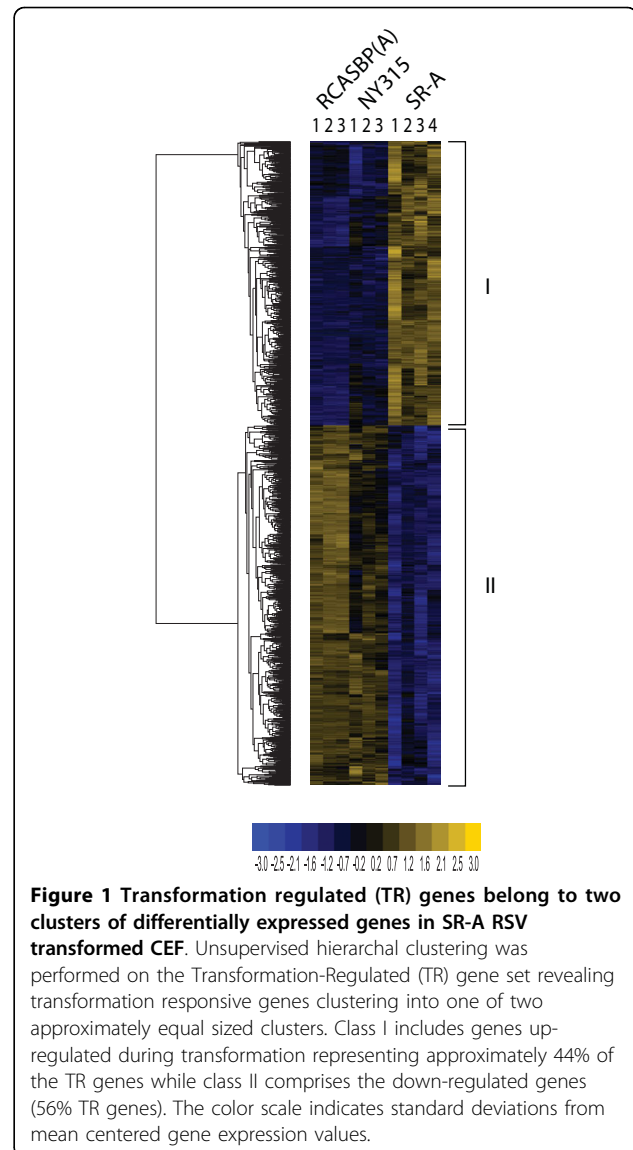 RCASBP(A)
NY315
SR-A
1 2 3 1 2 3 1 2 3 4
I
II
-3.0 -2.5 -2.1 -1.6 -1.2 -0.7 -0.2 0.2 0.7 1.2 1.6 2.1 2.5 3.0
Figure 1 Transformation regulated (TR) genes belong to two
clusters of differentially expressed genes in SR-A RSV
transformed CEF. Unsupervised hierarchal clustering was
performed on the Transformation-Regulated (TR) gene set revealing
transformation responsive genes clustering into one of two
approximately equal sized clusters. Class I includes genes up-
regulated during transformation representing approximately 44% of
the TR genes while class II comprises the down-regulated genes
(56% TR genes). The color scale indicates standard deviations from
mean centered gene expression values.